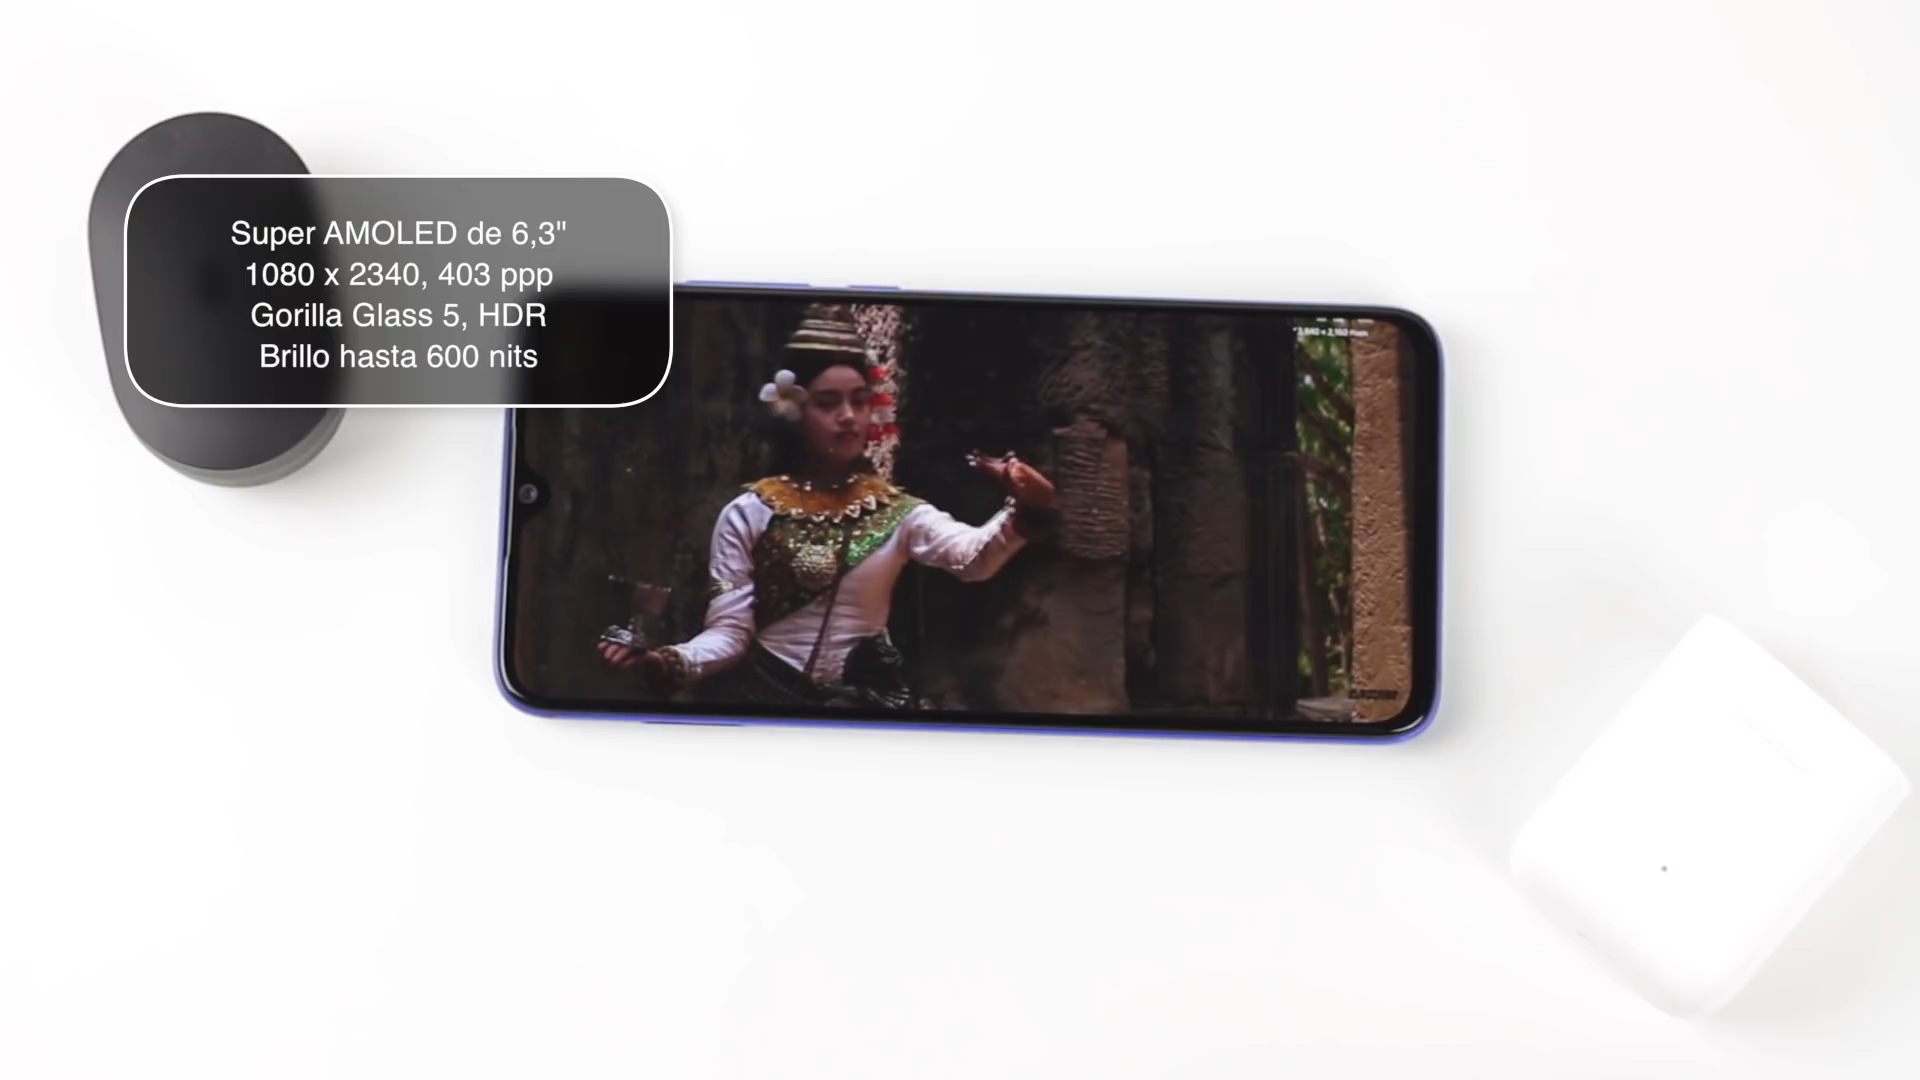 Super AMOLED de 6,3"
1080 x 2340, 403 ppp
Gorilla Glass 5, HDR
Brillo hasta 600 nits